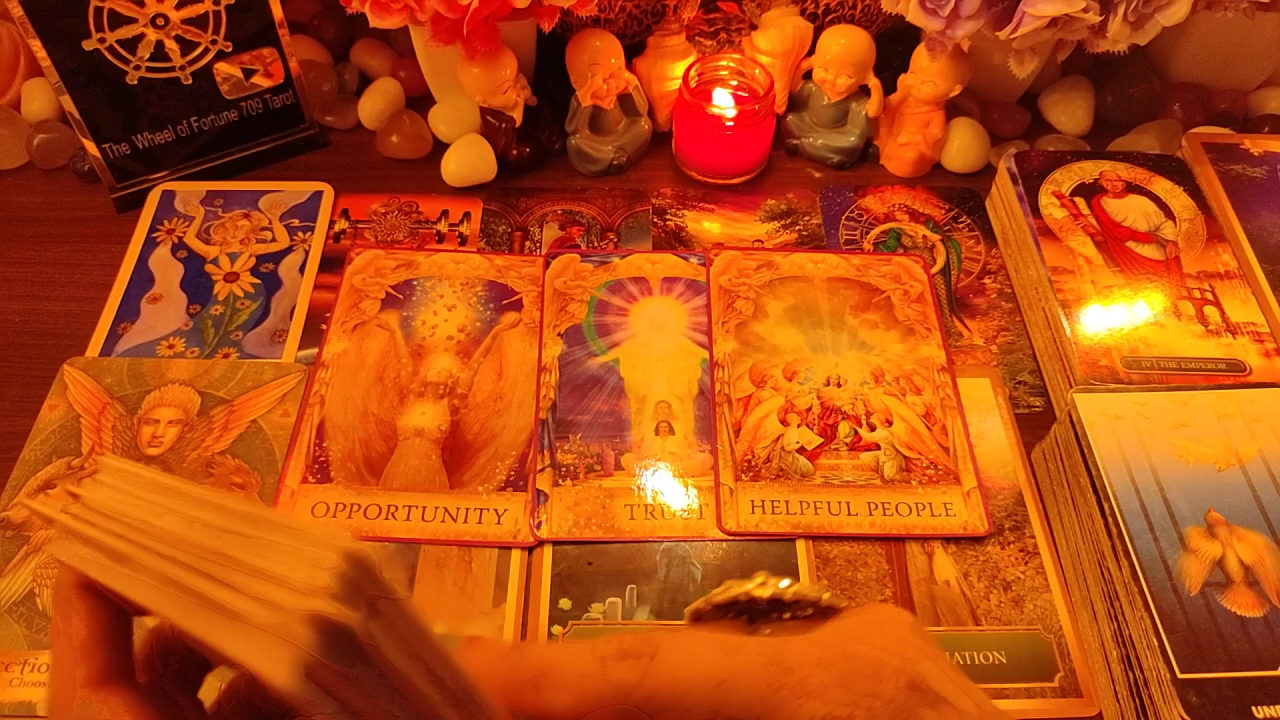 The Wheel of Fortune 709 Tarot
IV THE EMPEROR
OPPORTUNITY
TRUST
HELPFUL PEOPLE